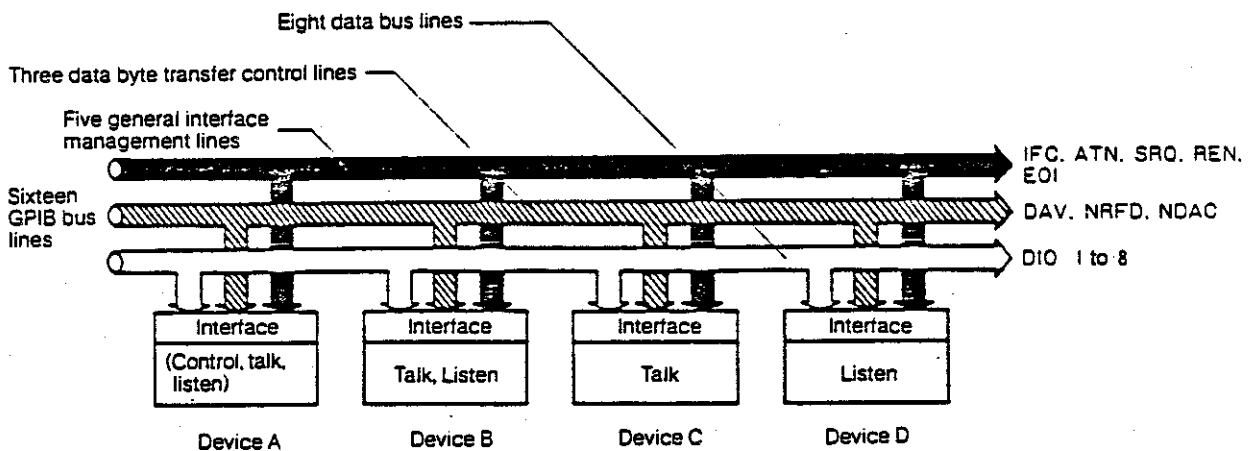 Eight data bus lines
Three data byte transfer control lines
Five general interface
management lines
IFC. ATN. SRQ. REN.
EOI
Sixteen
GPIB bus
lines
DAV. NRFD. NDAC
DIO 1 to 8
Interface
Interface
Interface
Interface
(Control, talk,
listen)
Talk, Listen
Talk
Listen
Device A
Device B
Device C
Device D